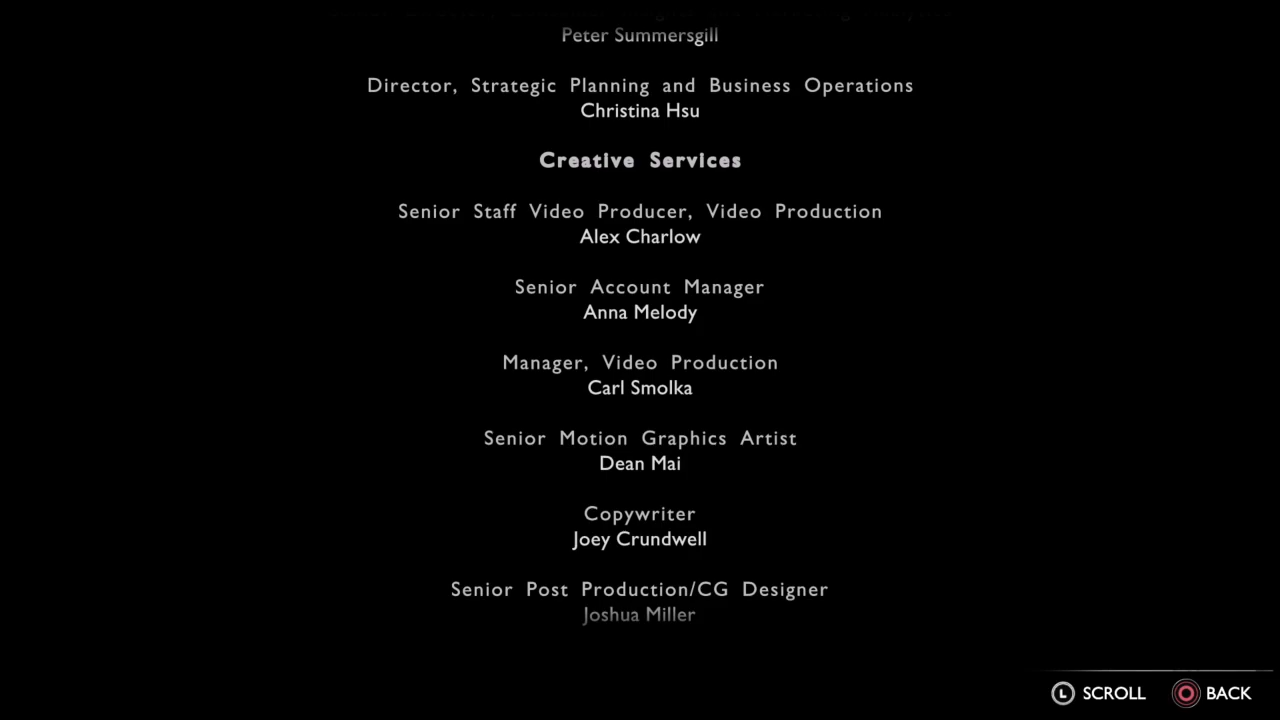 Peter Summersgill
Director, Strategic Planning and Business Operations
Christina Hsu
Creative Services
Senior Staff Video Producer, Video Production
Alex Charlow
Senior Account Manager
Anna Melody
Manager, Video Production
Carl Smolka
Senior Motion Graphics Artist
Dean Mai
Copywriter
Joey Crundwell
Senior Post Production/CG Designer
Joshua Miller
L SCROLL BACK